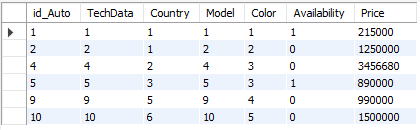 id_Auto TechData Country Model Color Availability Price
1 1 1 1 1 1 215000
2 2 1 2 2 0 1250000
4 4 2 4 3 0 3456680
5 5 3 5 3 1 890000
9 9 5 9 4 0 990000
10 10 6 10 5 0 1500000